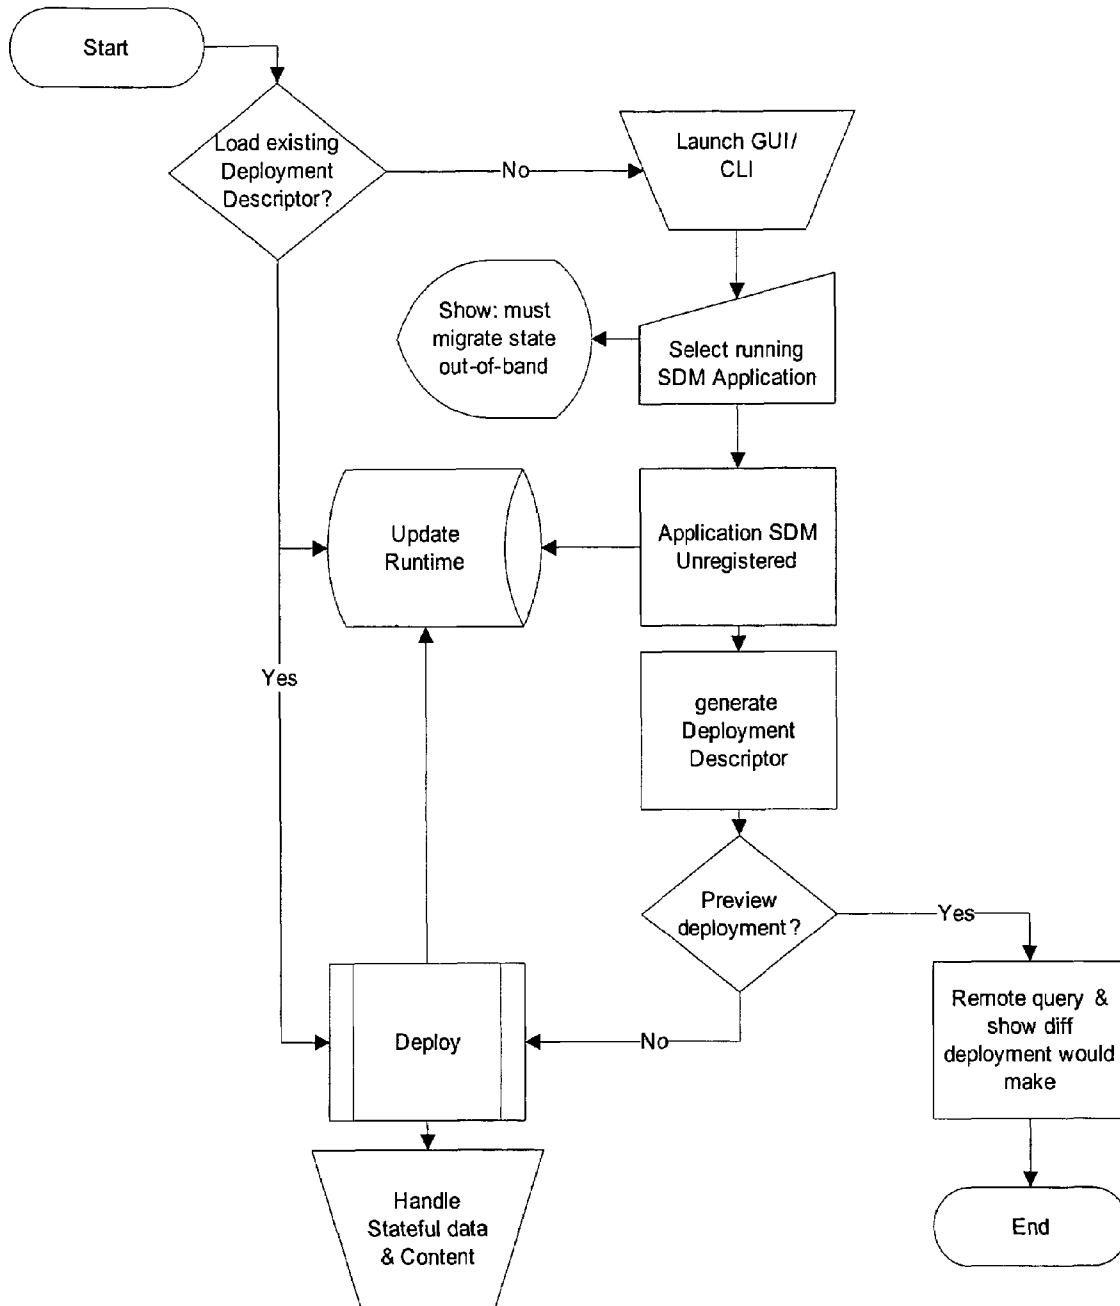 Start
Load existing
Deployment
Descriptor?
No
Launch GUI/
CLI
Show: must
migrate state
out-of-band
Select running
SDM Application
Update
Runtime
Application SDM
Unregistered
Yes
generate
Deployment
Descriptor
Preview
deployment?
Yes
Remote query &
show diff
deployment would
make
Deploy
No
Handle
Stateful data
& Content
End